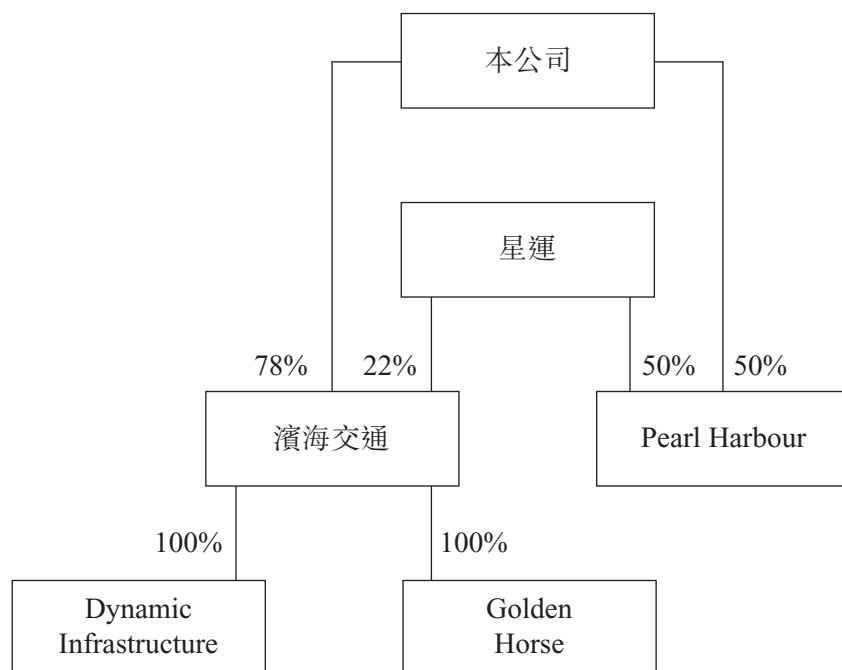 本公司
星運
78%
22%
50%
50%
濱海交通
Pearl Harbour
100%
100%
Dynamic
Infrastructure
Golden
Horse